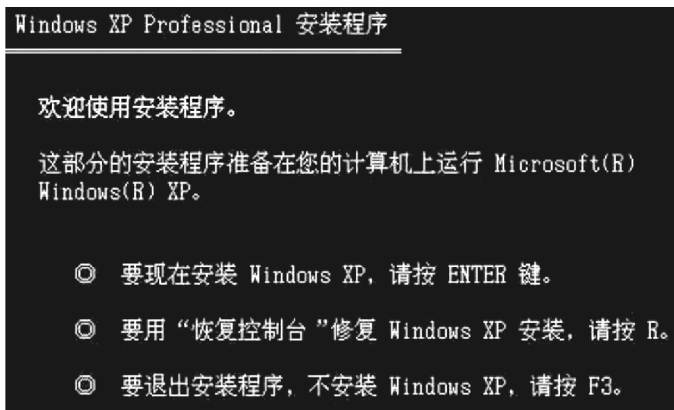 Windows XP Professional 安装程序
欢迎使用安装程序。
这部分的安装程序准备在您的计算机上运行 Microsoft(R)
Windows(R) XP。
◎ 要现在安装 Windows XP，请按 ENTER 键。
◎ 要用“恢复控制台”修复 Windows XP 安装，请按 R。
◎ 要退出安装程序，不安装 Windows XP，请按 F3。